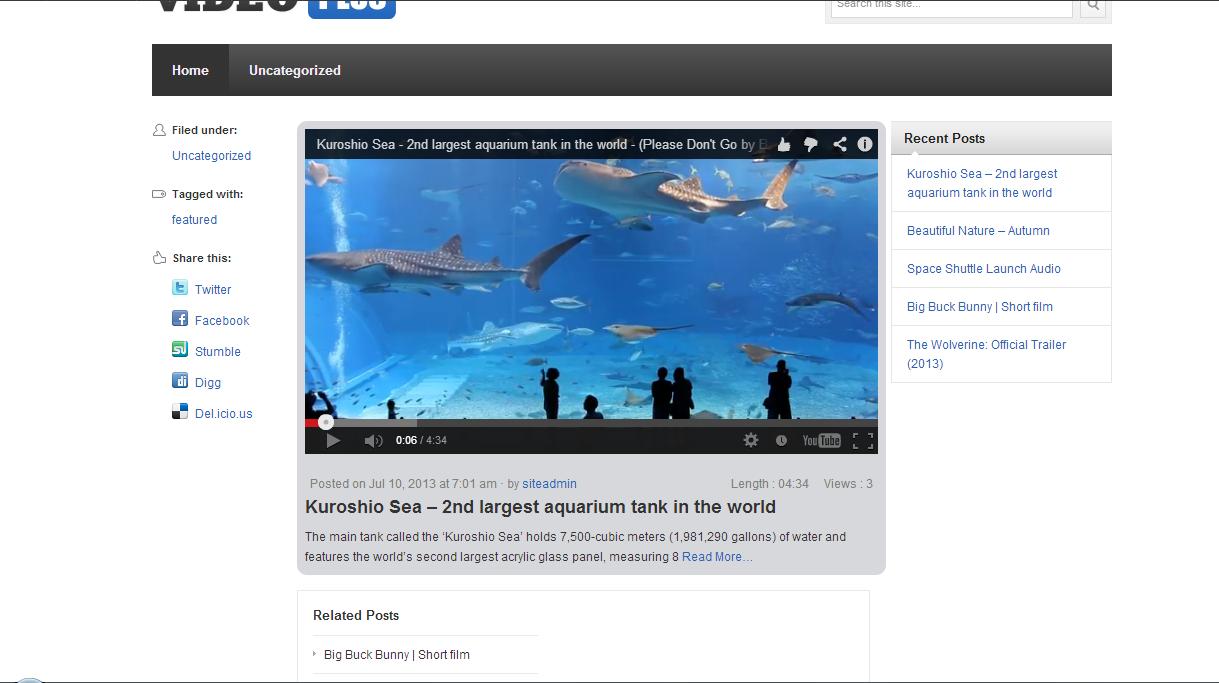 VIDEO PLUS
Search this site...
Home
Uncategorized
Filed under:
Uncategorized
Tagged with:
featured
Share this:
Twitter
Facebook
Stumble
Digg
Del.icio.us
Kuroshio Sea - 2nd largest aquarium tank in the world - (Please Don't Go by B
0:06 / 4:34
YouTube
Posted on Jul 10, 2013 at 7:01 am · by siteadmin
Length : 04:34
Views : 3
Kuroshio Sea – 2nd largest aquarium tank in the world
The main tank called the ‘Kuroshio Sea’ holds 7,500-cubic meters (1,981,290 gallons) of water and
features the world’s second largest acrylic glass panel, measuring 8 Read More…
Related Posts
Big Buck Bunny | Short film
Recent Posts
Kuroshio Sea – 2nd largest
aquarium tank in the world
Beautiful Nature – Autumn
Space Shuttle Launch Audio
Big Buck Bunny | Short film
The Wolverine: Official Trailer
(2013)